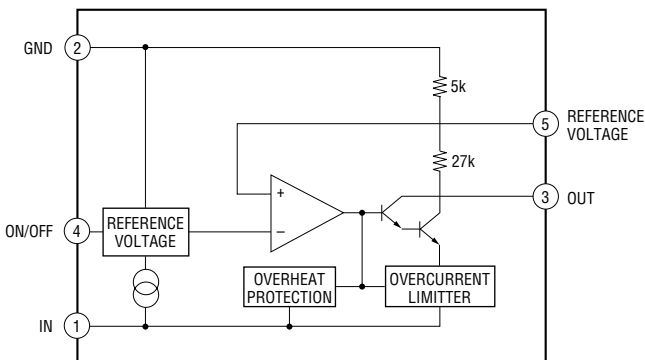 GND 2
5k
5 REFERENCE
VOLTAGE
27k
+
3 OUT
ON/OFF 4
REFERENCE
VOLTAGE
−
OVERHEAT
PROTECTION
OVERCURRENT
LIMITTER
IN 1